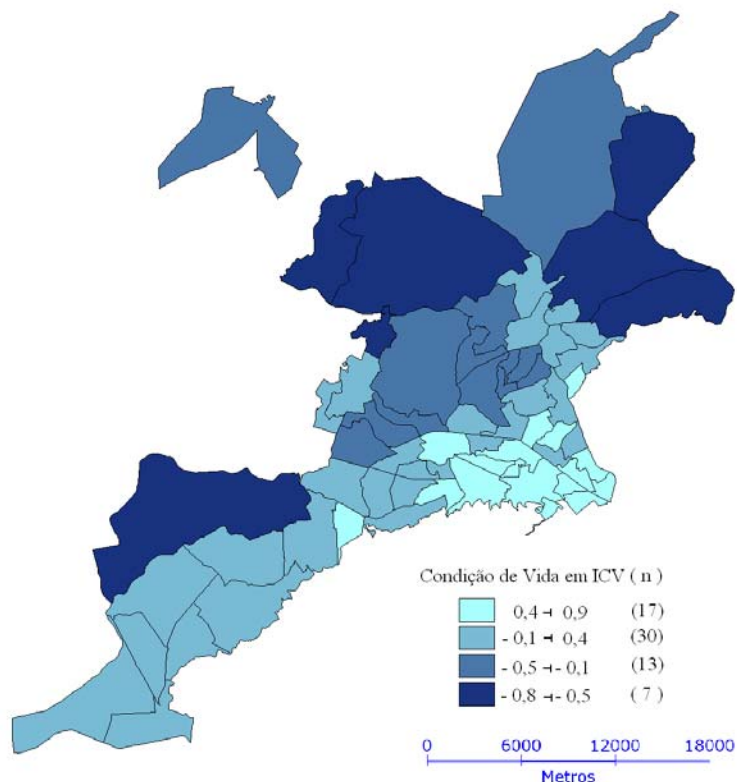 Condição de Vida em ICV ( n )
0,4 ⊣ 0,9 (17)
- 0,1 ⊣ 0,4 (30)
- 0,5 ⊣ - 0,1 (13)
- 0,8 ⊣ - 0,5 ( 7 )
0 6000 12000 18000
Metros